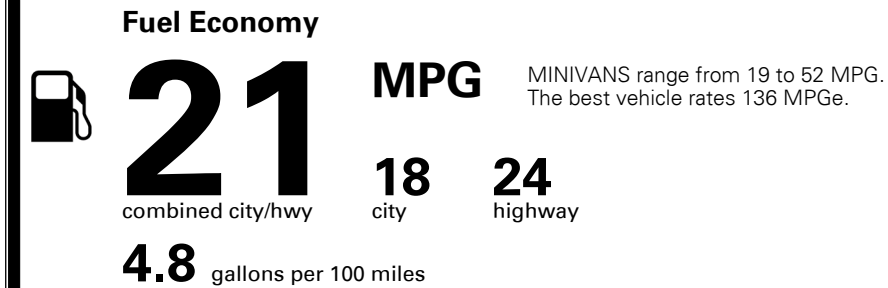 Fuel Economy
21 MPG
MINIVANS range from 19 to 52 MPG.
The best vehicle rates 136 MPGe.
18 24
combined city/hwy city highway
4.8 gallons per 100 miles